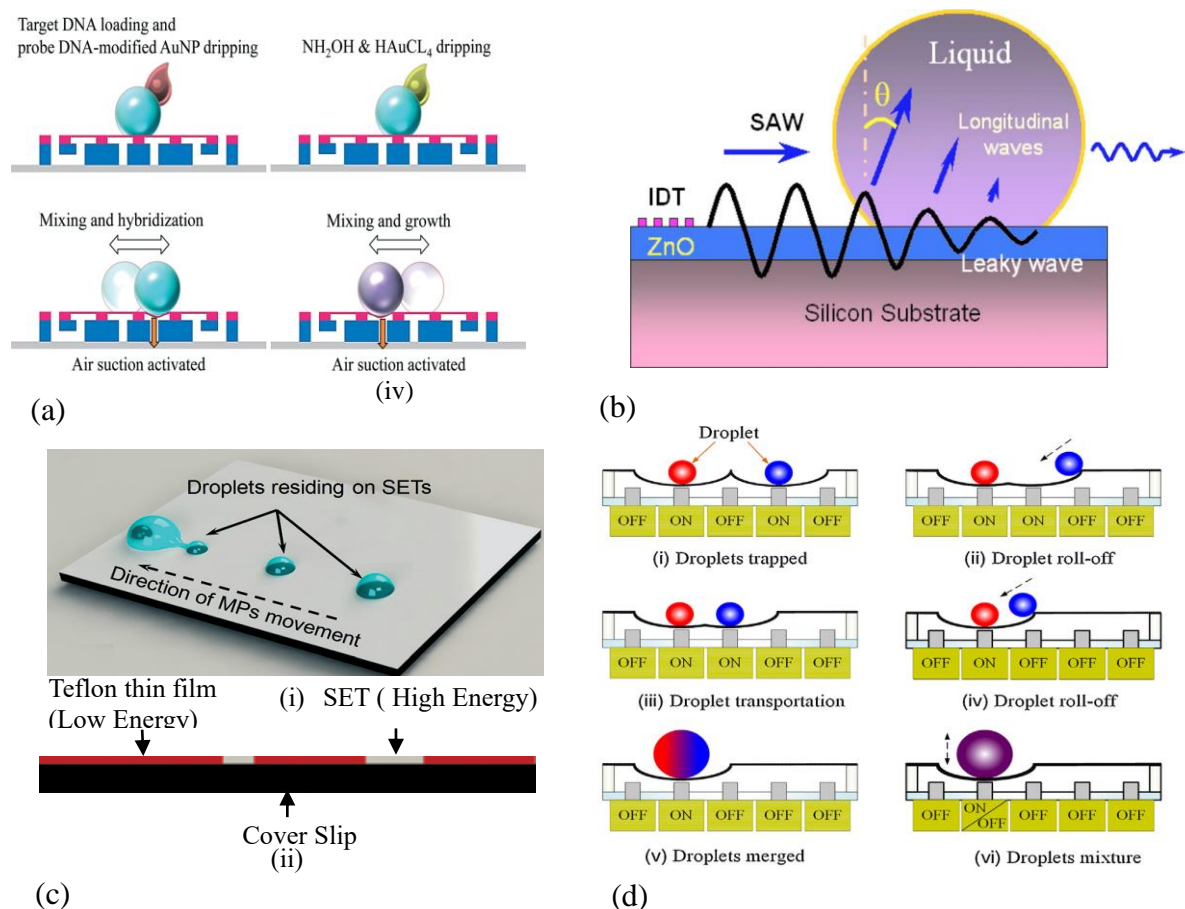 Target DNA loading and
probe DNA-modified AuNP dripping
NH₂OH & HAuCL₄ dripping
Mixing and hybridization
Mixing and growth
Air suction activated
Air suction activated
(iv)
(a)
Liquid
θ
SAW
Longitudinal
waves
IDT
ZnO
Leaky wave
Silicon Substrate
(b)
Droplets residing on SETs
Direction of MPs movement
Teflon thin film
(Low Energy)
(i) SET ( High Energy)
Cover Slip
(ii)
(c)
Droplet
OFF ON OFF ON OFF
(i) Droplets trapped
OFF ON OFF OFF OFF
(ii) Droplet roll-off
OFF ON ON OFF OFF
(iii) Droplet transportation
OFF ON OFF OFF OFF
(iv) Droplet roll-off
OFF ON OFF OFF OFF
(v) Droplets merged
OFF ON OFF OFF OFF OFF
(vi) Droplets mixture
(d)